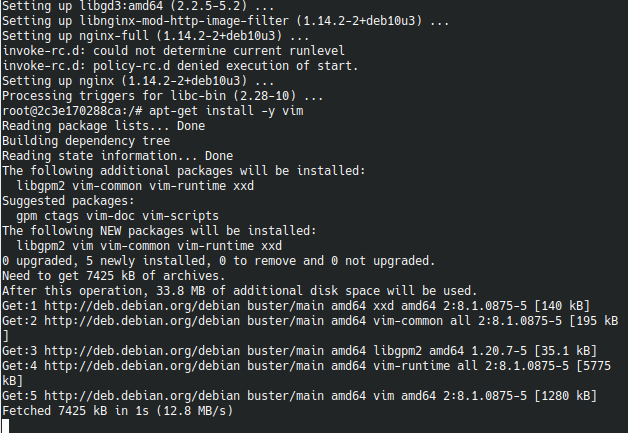 Setting up libgd3:amd64 (2.2.5-5.2) ...
Setting up libnginx-mod-http-image-filter (1.14.2-2+deb10u3) ...
Setting up nginx-full (1.14.2-2+deb10u3) ...
invoke-rc.d: could not determine current runlevel
invoke-rc.d: policy-rc.d denied execution of start.
Setting up nginx (1.14.2-2+deb10u3) ...
Processing triggers for libc-bin (2.28-10) ...
root@2c3e170288ca:/# apt-get install -y vim
Reading package lists... Done
Building dependency tree
Reading state information... Done
The following additional packages will be installed:
  libgpm2 vim-common vim-runtime xxd
Suggested packages:
  gpm ctags vim-doc vim-scripts
The following NEW packages will be installed:
  libgpm2 vim vim-common vim-runtime xxd
0 upgraded, 5 newly installed, 0 to remove and 0 not upgraded.
Need to get 7425 kB of archives.
After this operation, 33.8 MB of additional disk space will be used.
Get:1 http://deb.debian.org/debian buster/main amd64 xxd amd64 2:8.1.0875-5 [140 kB]
Get:2 http://deb.debian.org/debian buster/main amd64 vim-common all 2:8.1.0875-5 [195 kB
]
Get:3 http://deb.debian.org/debian buster/main amd64 libgpm2 amd64 1.20.7-5 [35.1 kB]
Get:4 http://deb.debian.org/debian buster/main amd64 vim-runtime all 2:8.1.0875-5 [5775
kB]
Get:5 http://deb.debian.org/debian buster/main amd64 vim amd64 2:8.1.0875-5 [1280 kB]
Fetched 7425 kB in 1s (12.8 MB/s)